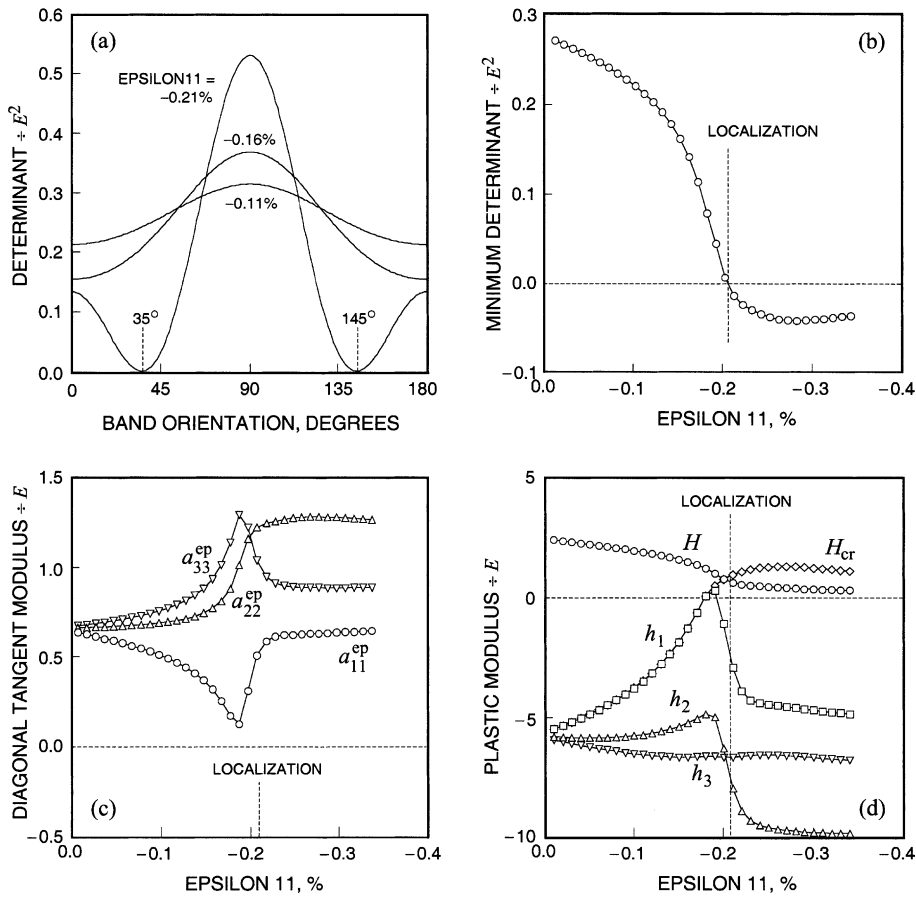 (a)
DETERMINANT ÷ E²
0.6
0.5
0.4
0.3
0.2
0.1
0.0
EPSILON11 =
−0.21%
−0.16%
−0.11%
35°
145°
0 45 90 135 180
BAND ORIENTATION, DEGREES
(b)
MINIMUM DETERMINANT ÷ E²
0.3
0.2
0.1
0.0
−0.1
LOCALIZATION
0.0 −0.1 −0.2 −0.3 −0.4
EPSILON 11, %
(c)
DIAGONAL TANGENT MODULUS ÷ E
1.5
1.0
0.5
0.0
−0.5
a₃₃ᵉᵖ
a₂₂ᵉᵖ
a₁₁ᵉᵖ
LOCALIZATION
0.0 −0.1 −0.2 −0.3 −0.4
EPSILON 11, %
(d)
PLASTIC MODULUS ÷ E
5
0
−5
−10
LOCALIZATION
H
H_cr
h₁
h₂
h₃
0.0 −0.1 −0.2 −0.3 −0.4
EPSILON 11, %